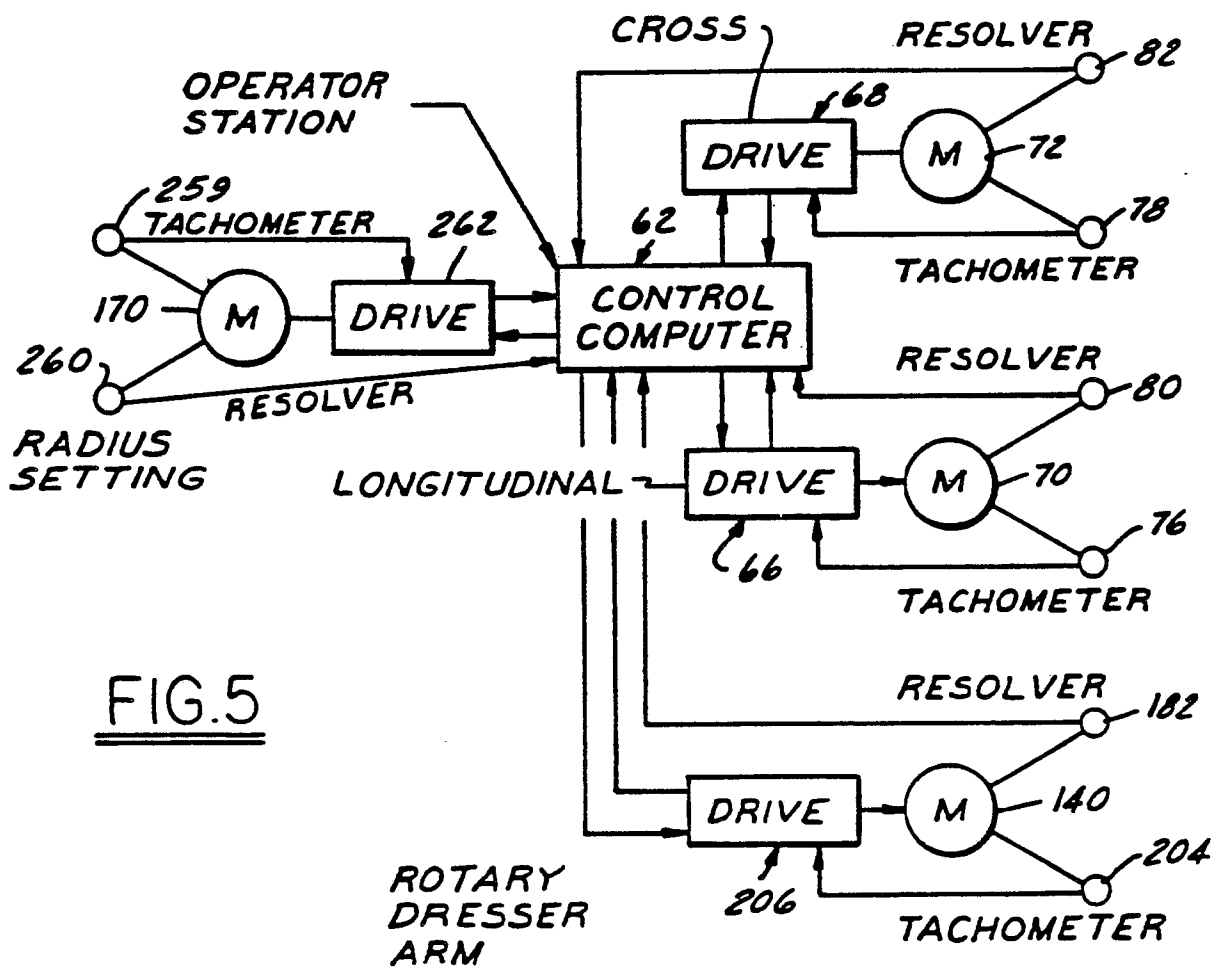 CROSS
RESOLVER
82
OPERATOR
STATION
68
DRIVE
M
72
259
TACHOMETER
262
62
78
TACHOMETER
170
M
DRIVE
CONTROL
COMPUTER
260
RESOLVER
RESOLVER
80
RADIUS
SETTING
LONGITUDINAL
DRIVE
M
70
66
76
TACHOMETER
FIG.5
RESOLVER
182
DRIVE
M
140
206
204
TACHOMETER
ROTARY
DRESSER
ARM